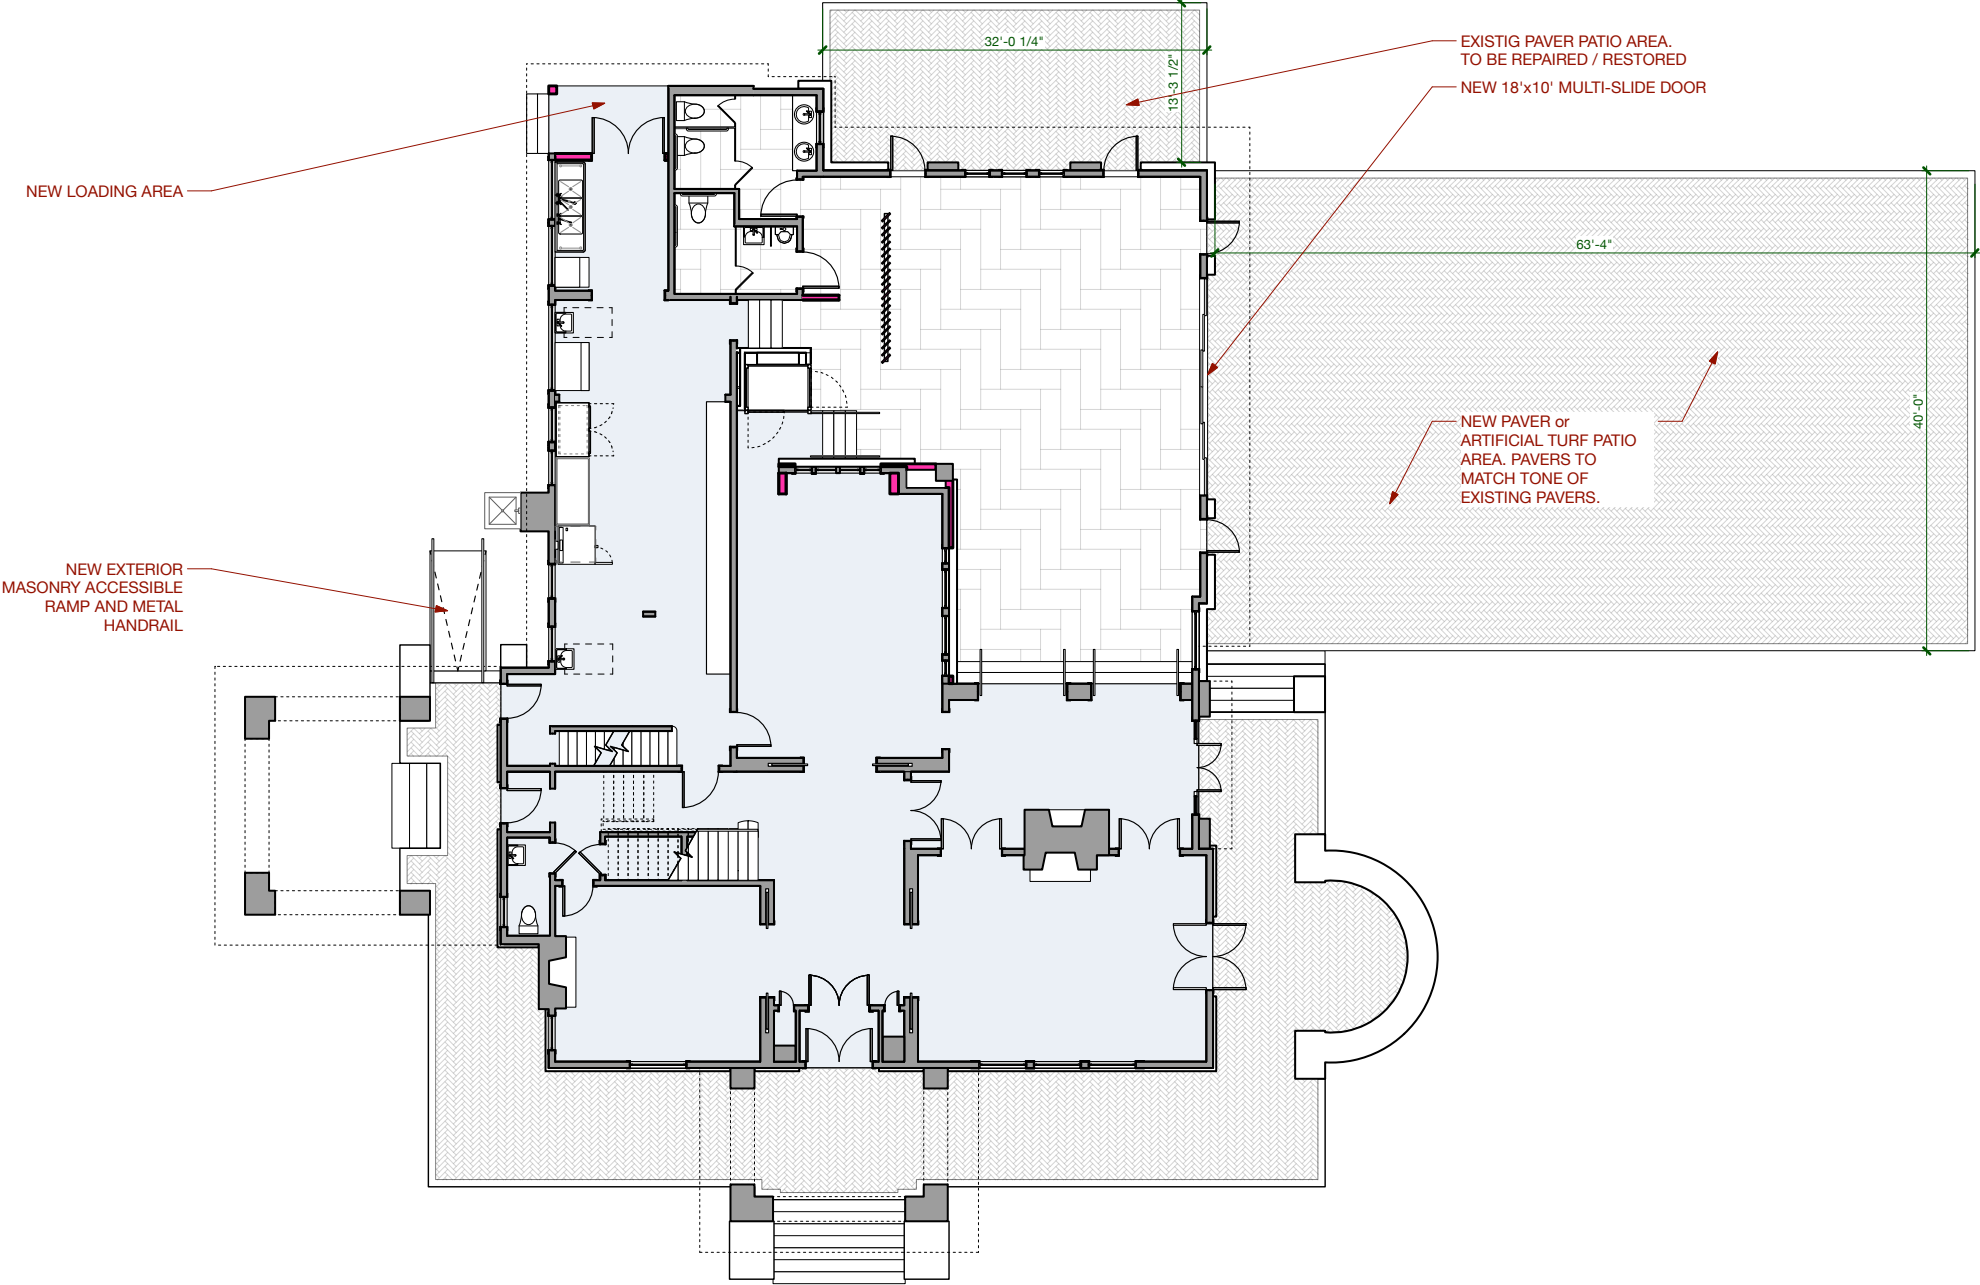 32'-0 1/4"
13'-3 1/2"
EXISTIG PAVER PATIO AREA.
TO BE REPAIRED / RESTORED
NEW 18'x10' MULTI-SLIDE DOOR
NEW LOADING AREA
63'-4"
40'-0"
NEW PAVER or
ARTIFICIAL TURF PATIO
AREA. PAVERS TO
MATCH TONE OF
EXISTING PAVERS.
NEW EXTERIOR
MASONRY ACCESSIBLE
RAMP AND METAL
HANDRAIL